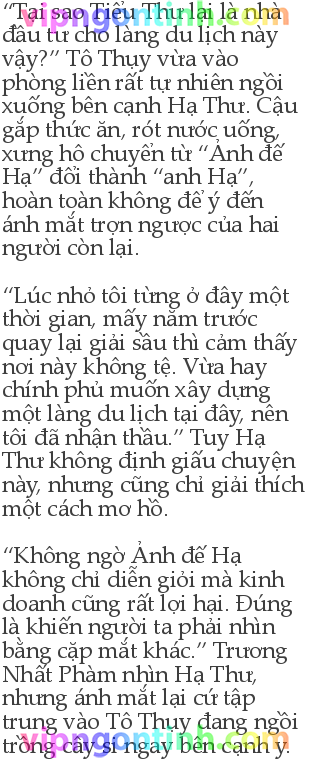 “Tại sao Tiểu Thư lại là nhà
đầu tư cho làng du lịch này
vậy?” Tô Thụy vừa vào
phòng liền rất tự nhiên ngồi
xuống bên cạnh Hạ Thư. Cậu
gắp thức ăn, rót nước uống,
xưng hô chuyển từ “Ảnh đế
Hạ” đổi thành “anh Hạ”,
hoàn toàn không để ý đến
ánh mắt trợn ngược của hai
người còn lại.

“Lúc nhỏ tôi từng ở đây một
thời gian, mấy năm trước
quay lại giải sầu thì cảm thấy
nơi này không tệ. Vừa hay
chính phủ muốn xây dựng
một làng du lịch tại đây, nên
tôi đã nhận thầu.” Tuy Hạ
Thư không định giấu chuyện
này, nhưng cũng chỉ giải thích
một cách mơ hồ.

“Không ngờ Ảnh đế Hạ
không chỉ diễn giỏi mà kinh
doanh cũng rất lợi hại. Đúng
là khiến người ta phải nhìn
bằng cặp mắt khác.” Trương
Nhất Phàm nhìn Hạ Thư,
nhưng ánh mắt lại cứ tập
trung vào Tô Thụy đang ngồi
trồng cây si ngay bên cạnh y.
vipngontinh.com
vipngontinh.com